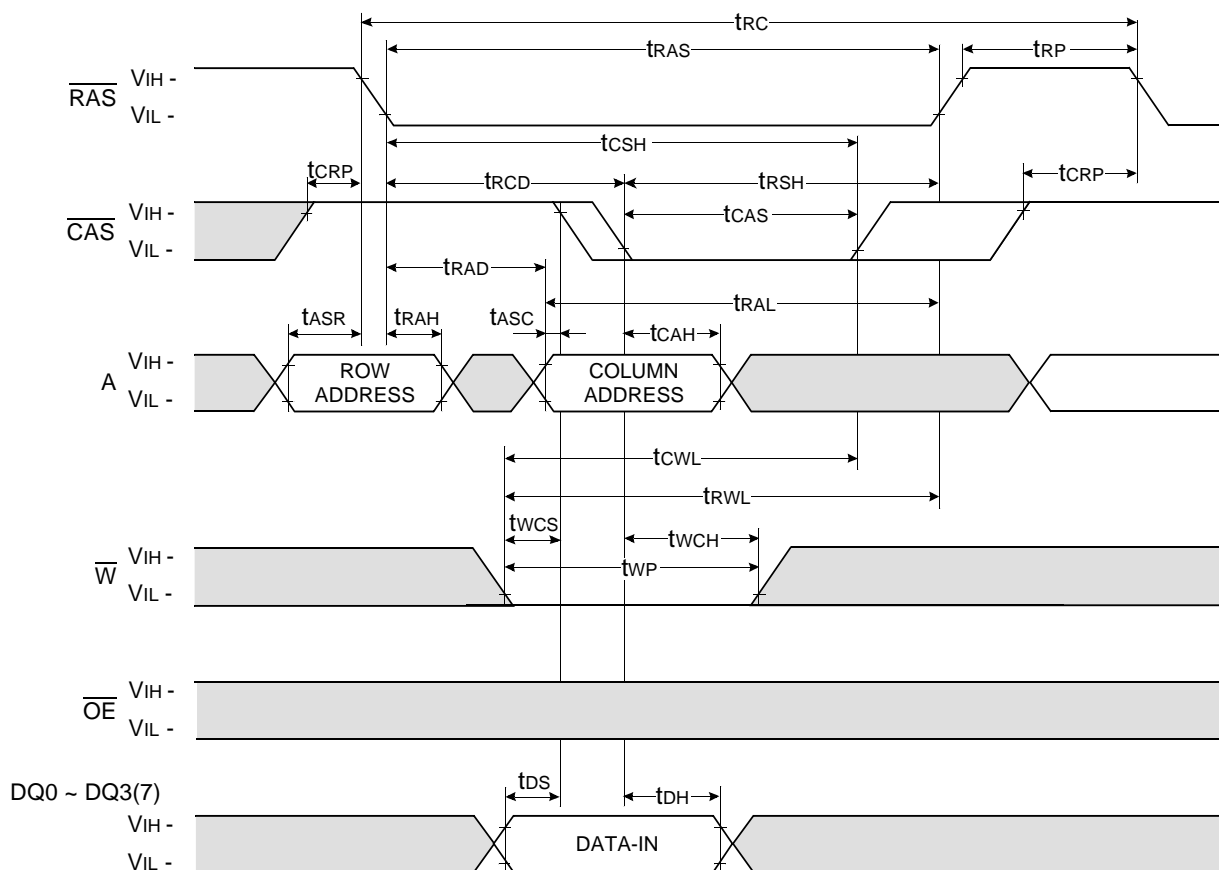 tRC
tRAS
tRP
RAS
VIH -
VIL -
tCSH
tCRP
tRCD
tRSH
tCRP
CAS
VIH -
VIL -
tCAS
tRAD
tRAL
tASR
tRAH
tASC
tCAH
A
VIH -
VIL -
ROW
ADDRESS
COLUMN
ADDRESS
tCWL
tRWL
tWCS
tWCH
tWP
W
VIH -
VIL -
OE
VIH -
VIL -
tDS
tDH
DQ0 ~ DQ3(7)
VIH -
VIL -
DATA-IN